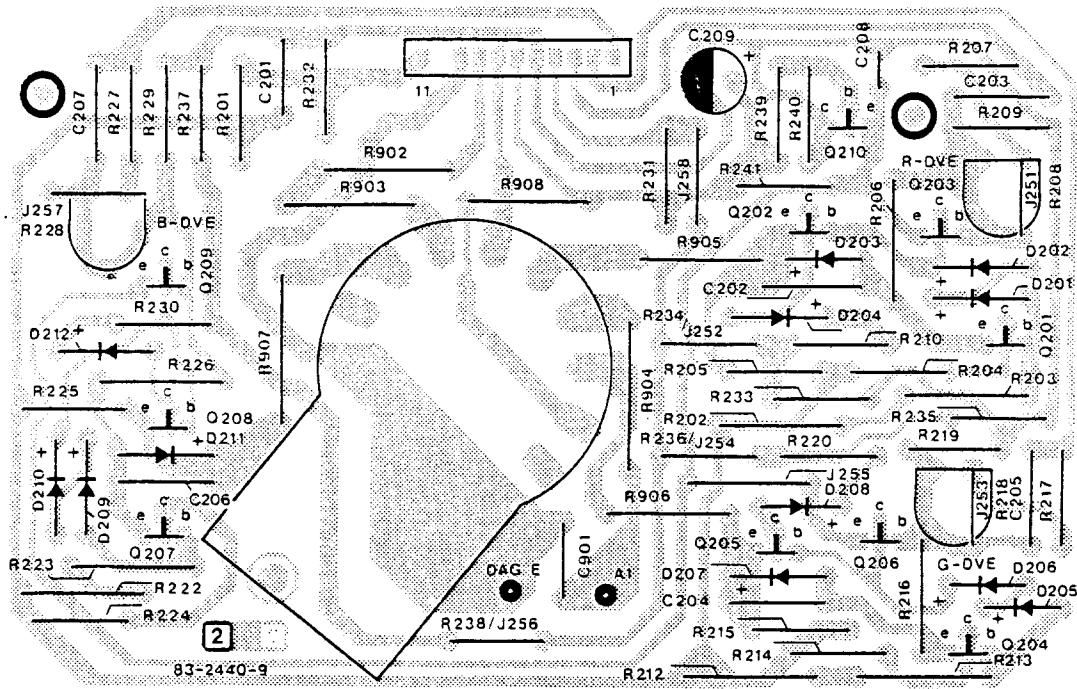 C207
R227
R229
R237
R201
C201
R232
11
1
C209
+
C208
R207
C203
R209
R239
R240
c
b
e
Q210
R902
R903
R908
R231
J258
R241
R206
R-DVE
Q203
J251
R208
J257
R228
B-DVE
e
c
b
Q209
Q202
e
c
b
e
c
b
R905
D203
D202
C202
+
D201
+
R230
R234
D204
+
J252
R210
+
c
e
b
Q201
D212
+
R907
R226
R205
R204
R203
R225
R904
R233
c
e
b
Q208
R202
R235
D211
+
R236/J254
R220
R219
D210
+
D209
+
C206
J255
D208
+
J253
R218
C205
R217
e
c
b
Q207
R906
e
c
b
Q205
e
c
b
Q206
R223
R222
R224
DAG E
C901
A1
D207
+
C204
R216
G-DVE
D206
+
D205
+
2
R238/J256
R215
R214
e
c
b
Q204
83-2440-9
R212
R213